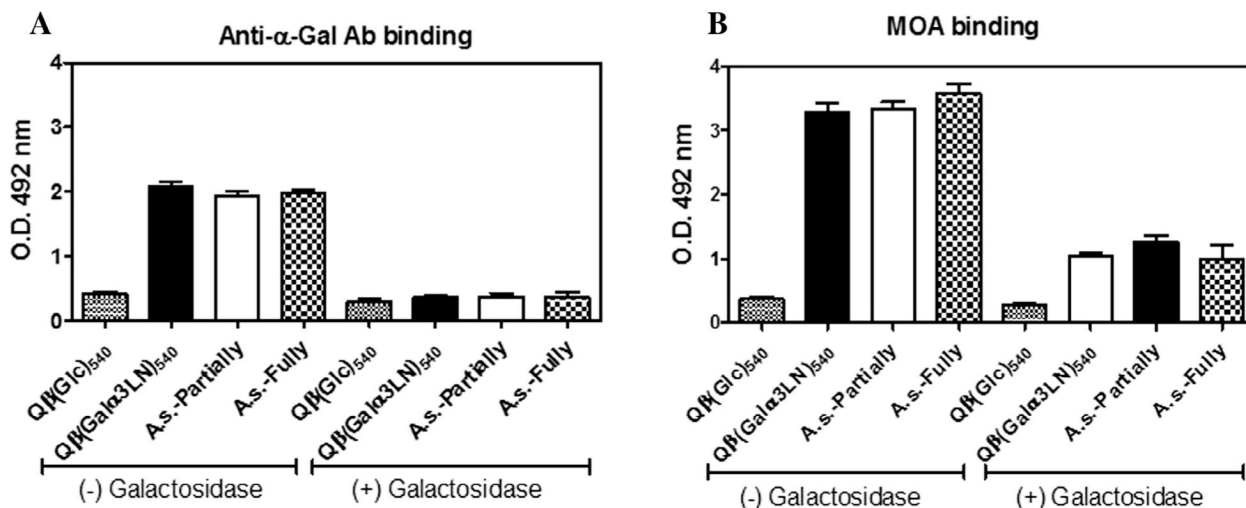 A
Anti-α-Gal Ab binding
O.D. 492 nm
4
3
2
1
0
Qβ(Glc)540
Qβ(Galα3LN)540
A.s.-Partially
A.s.-Fully
Qβ(Glc)540
Qβ(Galα3LN)540
A.s.-Partially
A.s.-Fully
(-) Galactosidase
(+) Galactosidase
B
MOA binding
O.D. 492 nm
4
3
2
1
0
Qβ(Glc)540
Qβ(Galα3LN)540
A.s.-Partially
A.s.-Fully
Qβ(Glc)540
Qβ(Galα3LN)540
A.s.-Partially
A.s.-Fully
(-) Galactosidase
(+) Galactosidase